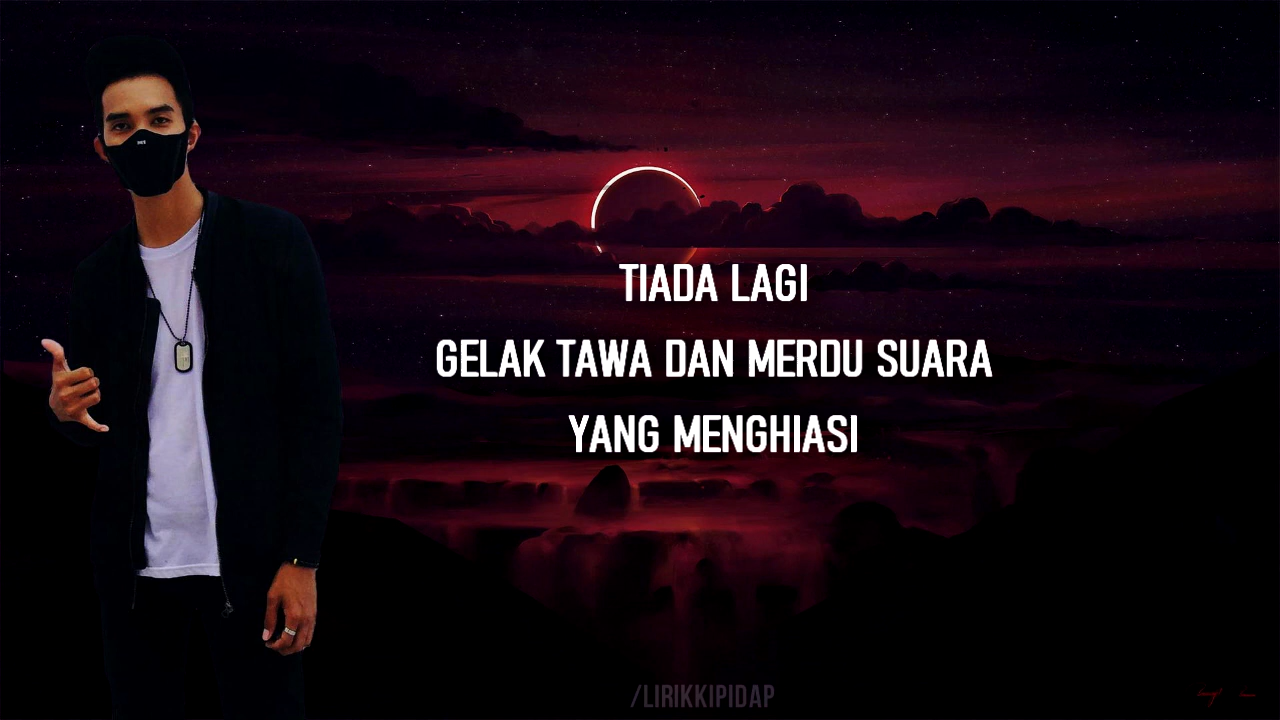 TIADA LAGI
GELAK TAWA DAN MERDU SUARA
YANG MENGHIASI
/LIRIKKIPIDAP